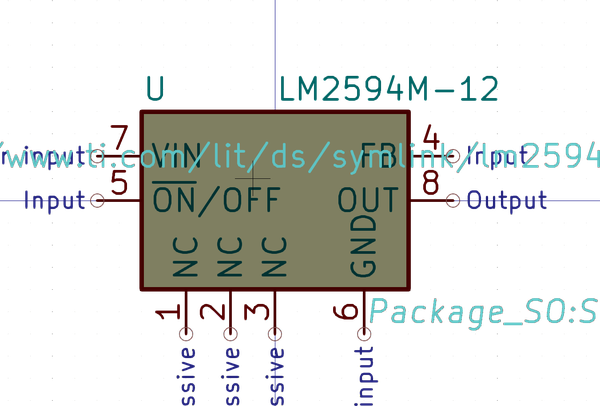 U LM2594M-12
7 4
r input VIN FB Input
/www.ti.com/lit/ds/symlink/lm2594
5 8
Input ON/OFF OUT Output
NC NC NC GND
1 2 3 6
Package_SO:S
ssive ssive ssive input